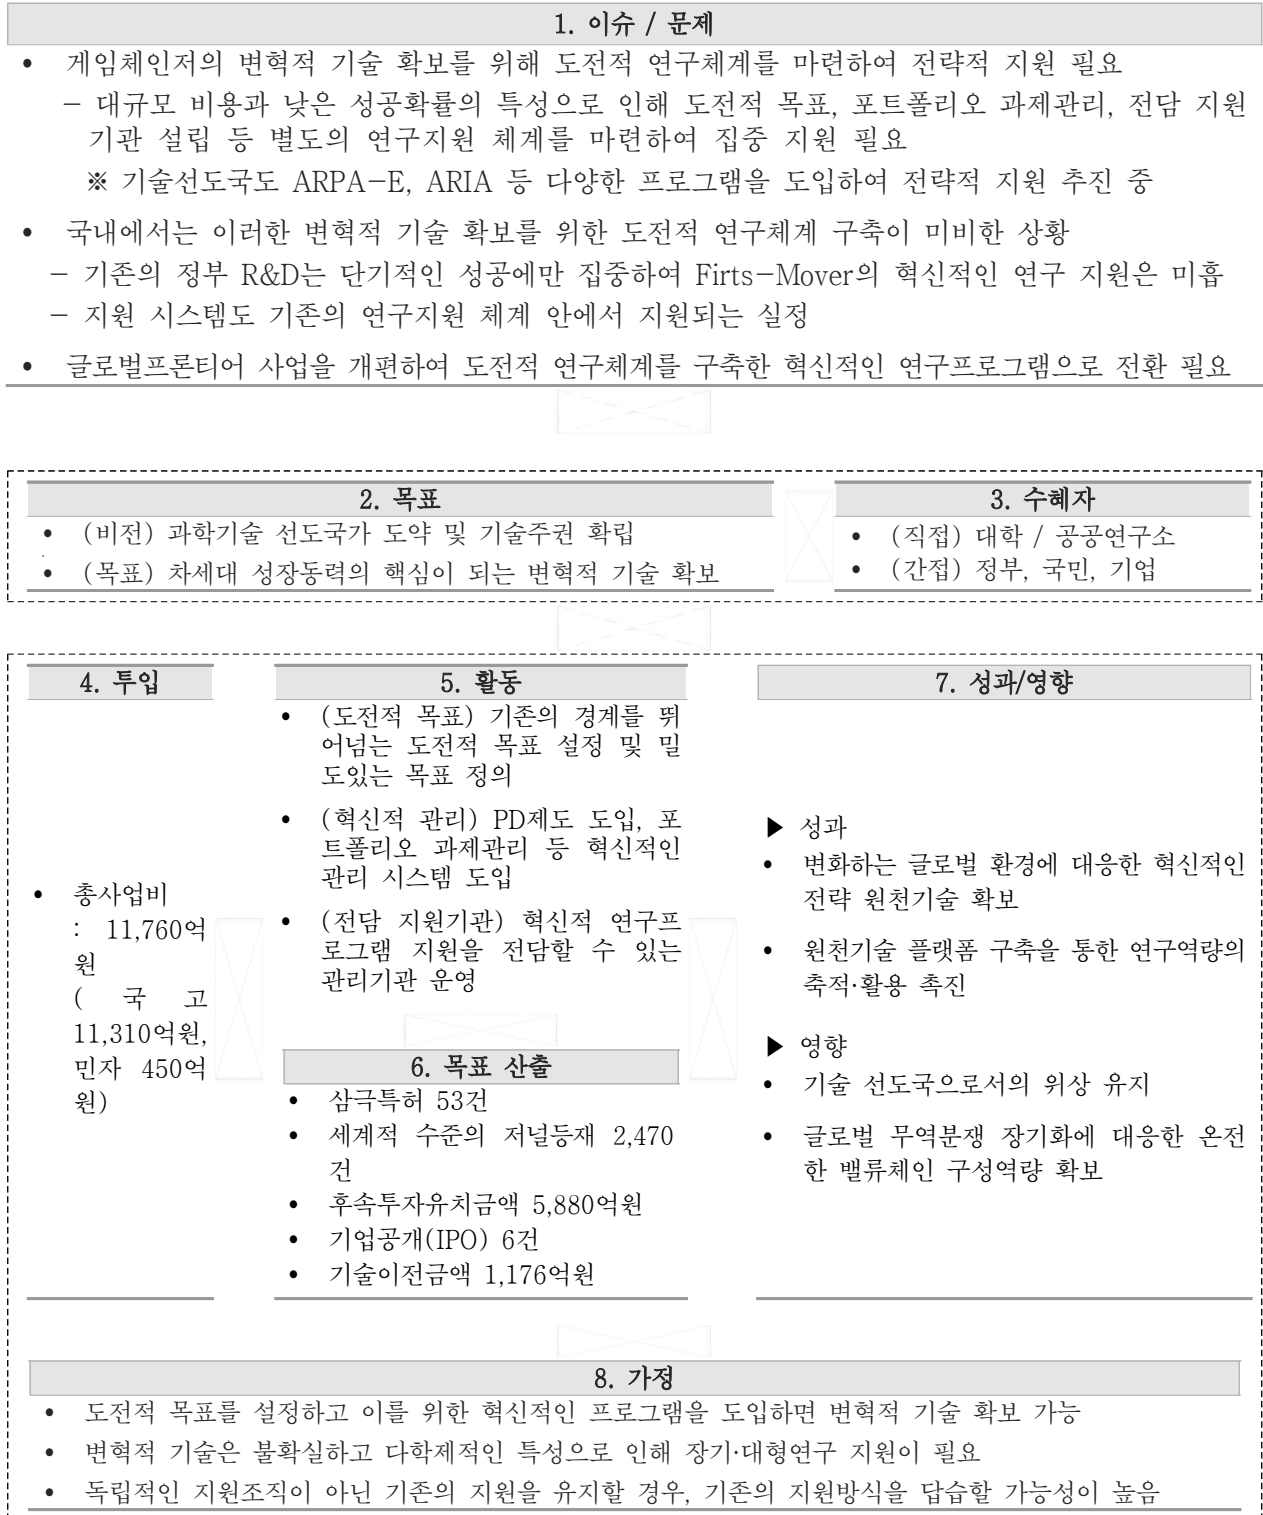 1. 이슈 / 문제
• 게임체인저의 변혁적 기술 확보를 위해 도전적 연구체계를 마련하여 전략적 지원 필요
- 대규모 비용과 낮은 성공확률의 특성으로 인해 도전적 목표, 포트폴리오 과제관리, 전담 지원
기관 설립 등 별도의 연구지원 체계를 마련하여 집중 지원 필요
※ 기술선도국도 ARPA-E, ARIA 등 다양한 프로그램을 도입하여 전략적 지원 추진 중
• 국내에서는 이러한 변혁적 기술 확보를 위한 도전적 연구체계 구축이 미비한 상황
- 기존의 정부 R&D는 단기적인 성공에만 집중하여 Firts-Mover의 혁신적인 연구 지원은 미흡
- 지원 시스템도 기존의 연구지원 체계 안에서 지원되는 실정
• 글로벌프론티어 사업을 개편하여 도전적 연구체계를 구축한 혁신적인 연구프로그램으로 전환 필요
2. 목표
• (비전) 과학기술 선도국가 도약 및 기술주권 확립
• (목표) 차세대 성장동력의 핵심이 되는 변혁적 기술 확보
3. 수혜자
• (직접) 대학 / 공공연구소
• (간접) 정부, 국민, 기업
4. 투입
• 총사업비
: 11,760억
원
( 국 고
11,310억원,
민자 450억
원)
5. 활동
• (도전적 목표) 기존의 경계를 뛰
어넘는 도전적 목표 설정 및 밀
도있는 목표 정의
• (혁신적 관리) PD제도 도입, 포
트폴리오 과제관리 등 혁신적인
관리 시스템 도입
• (전담 지원기관) 혁신적 연구프
로그램 지원을 전담할 수 있는
관리기관 운영
6. 목표 산출
• 삼극특허 53건
• 세계적 수준의 저널등재 2,470
건
• 후속투자유치금액 5,880억원
• 기업공개(IPO) 6건
• 기술이전금액 1,176억원
7. 성과/영향
▶ 성과
• 변화하는 글로벌 환경에 대응한 혁신적인
전략 원천기술 확보
• 원천기술 플랫폼 구축을 통한 연구역량의
축적·활용 촉진
▶ 영향
• 기술 선도국으로서의 위상 유지
• 글로벌 무역분쟁 장기화에 대응한 온전
한 밸류체인 구성역량 확보
8. 가정
• 도전적 목표를 설정하고 이를 위한 혁신적인 프로그램을 도입하면 변혁적 기술 확보 가능
• 변혁적 기술은 불확실하고 다학제적인 특성으로 인해 장기·대형연구 지원이 필요
• 독립적인 지원조직이 아닌 기존의 지원을 유지할 경우, 기존의 지원방식을 답습할 가능성이 높음